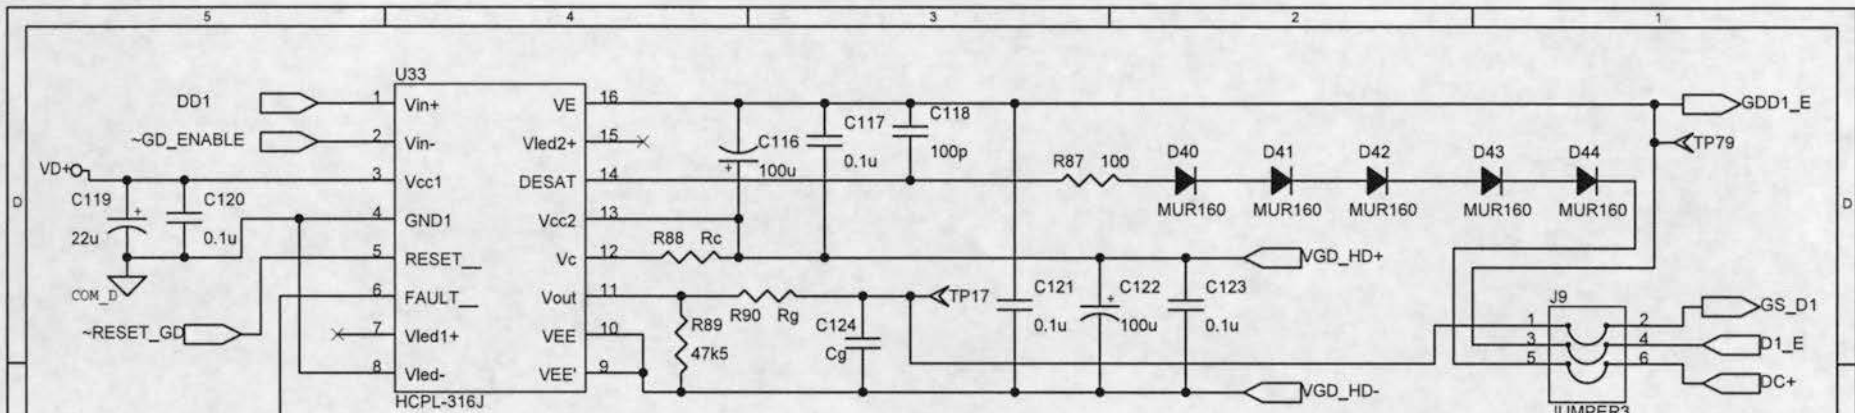 5 4 3 2 1
U33
DD1 1 Vin+ VE 16 GDD1_E
C117 C118
~GD_ENABLE 2 Vin- Vled2+ 15 C116 TP79
0.1u 100p R87 100 D40 D41 D42 D43 D44
VD+ 3 Vcc1 DESAT 14 100u +
D C119 + C120 4 GND1 Vcc2 13 MUR160 MUR160 MUR160 MUR160 MUR160 D
22u 0.1u R88 Rc
5 RESET__ Vc 12 VGD_HD+
COM_D 6 FAULT__ Vout 11 TP17 C121 + C122 C123 J9
R89 R90 Rg C124 1 2 GS_D1
~RESET_GD 7 Vled1+ VEE 10 0.1u 100u 0.1u 3 4 D1_E
47k5 Cg 5 6
8 Vled- VEE' 9 DC+
HCPL-316J VGD_HD-
JUMPER3